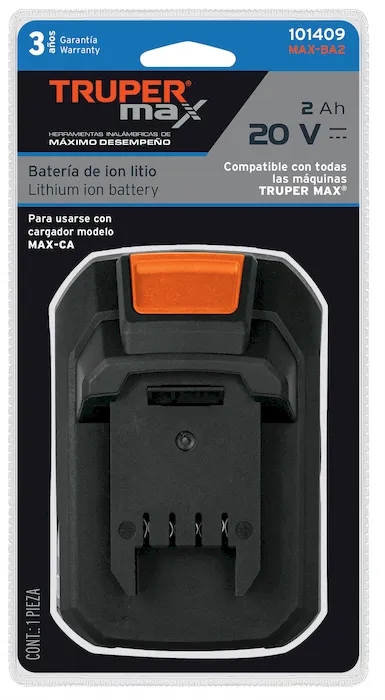 3 años
Garantía
Warranty
101409
MAX-BA2
TRUPER
max
HERRAMIENTAS INALÁMBRICAS DE
MÁXIMO DESEMPEÑO
2 Ah
20 V
Batería de ion litio
Lithium ion battery
Compatible con todas
las máquinas
TRUPER MAX®
Para usarse con
cargador modelo
MAX-CA
CONT.: 1 PIEZA